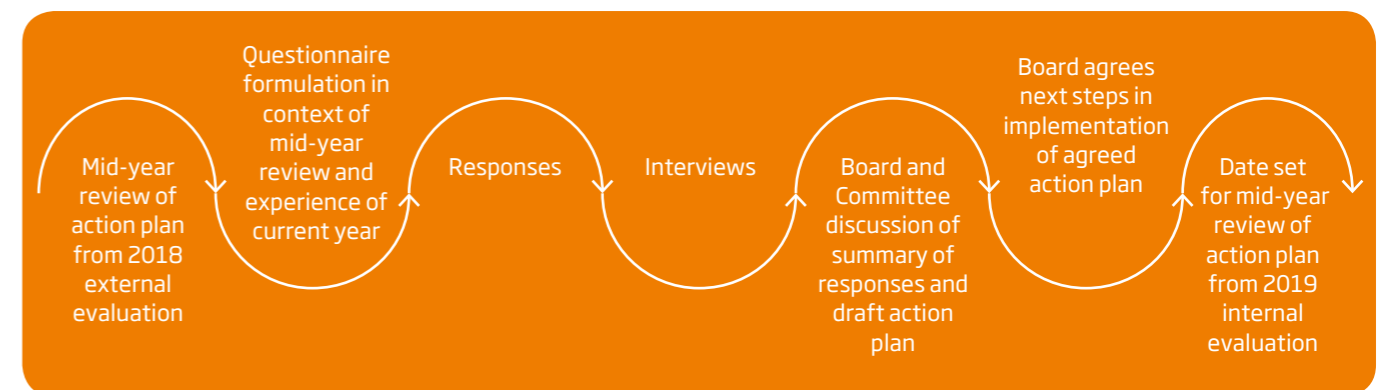 Mid-year
review of
action plan
from 2018
external
evaluation
Questionnaire
formulation in
context of
mid-year
review and
experience of
current year
Responses
Interviews
Board and
Committee
discussion of
summary of
responses and
draft action
plan
Board agrees
next steps in
implementation
of agreed
action plan
Date set
for mid-year
review of
action plan
from 2019
internal
evaluation